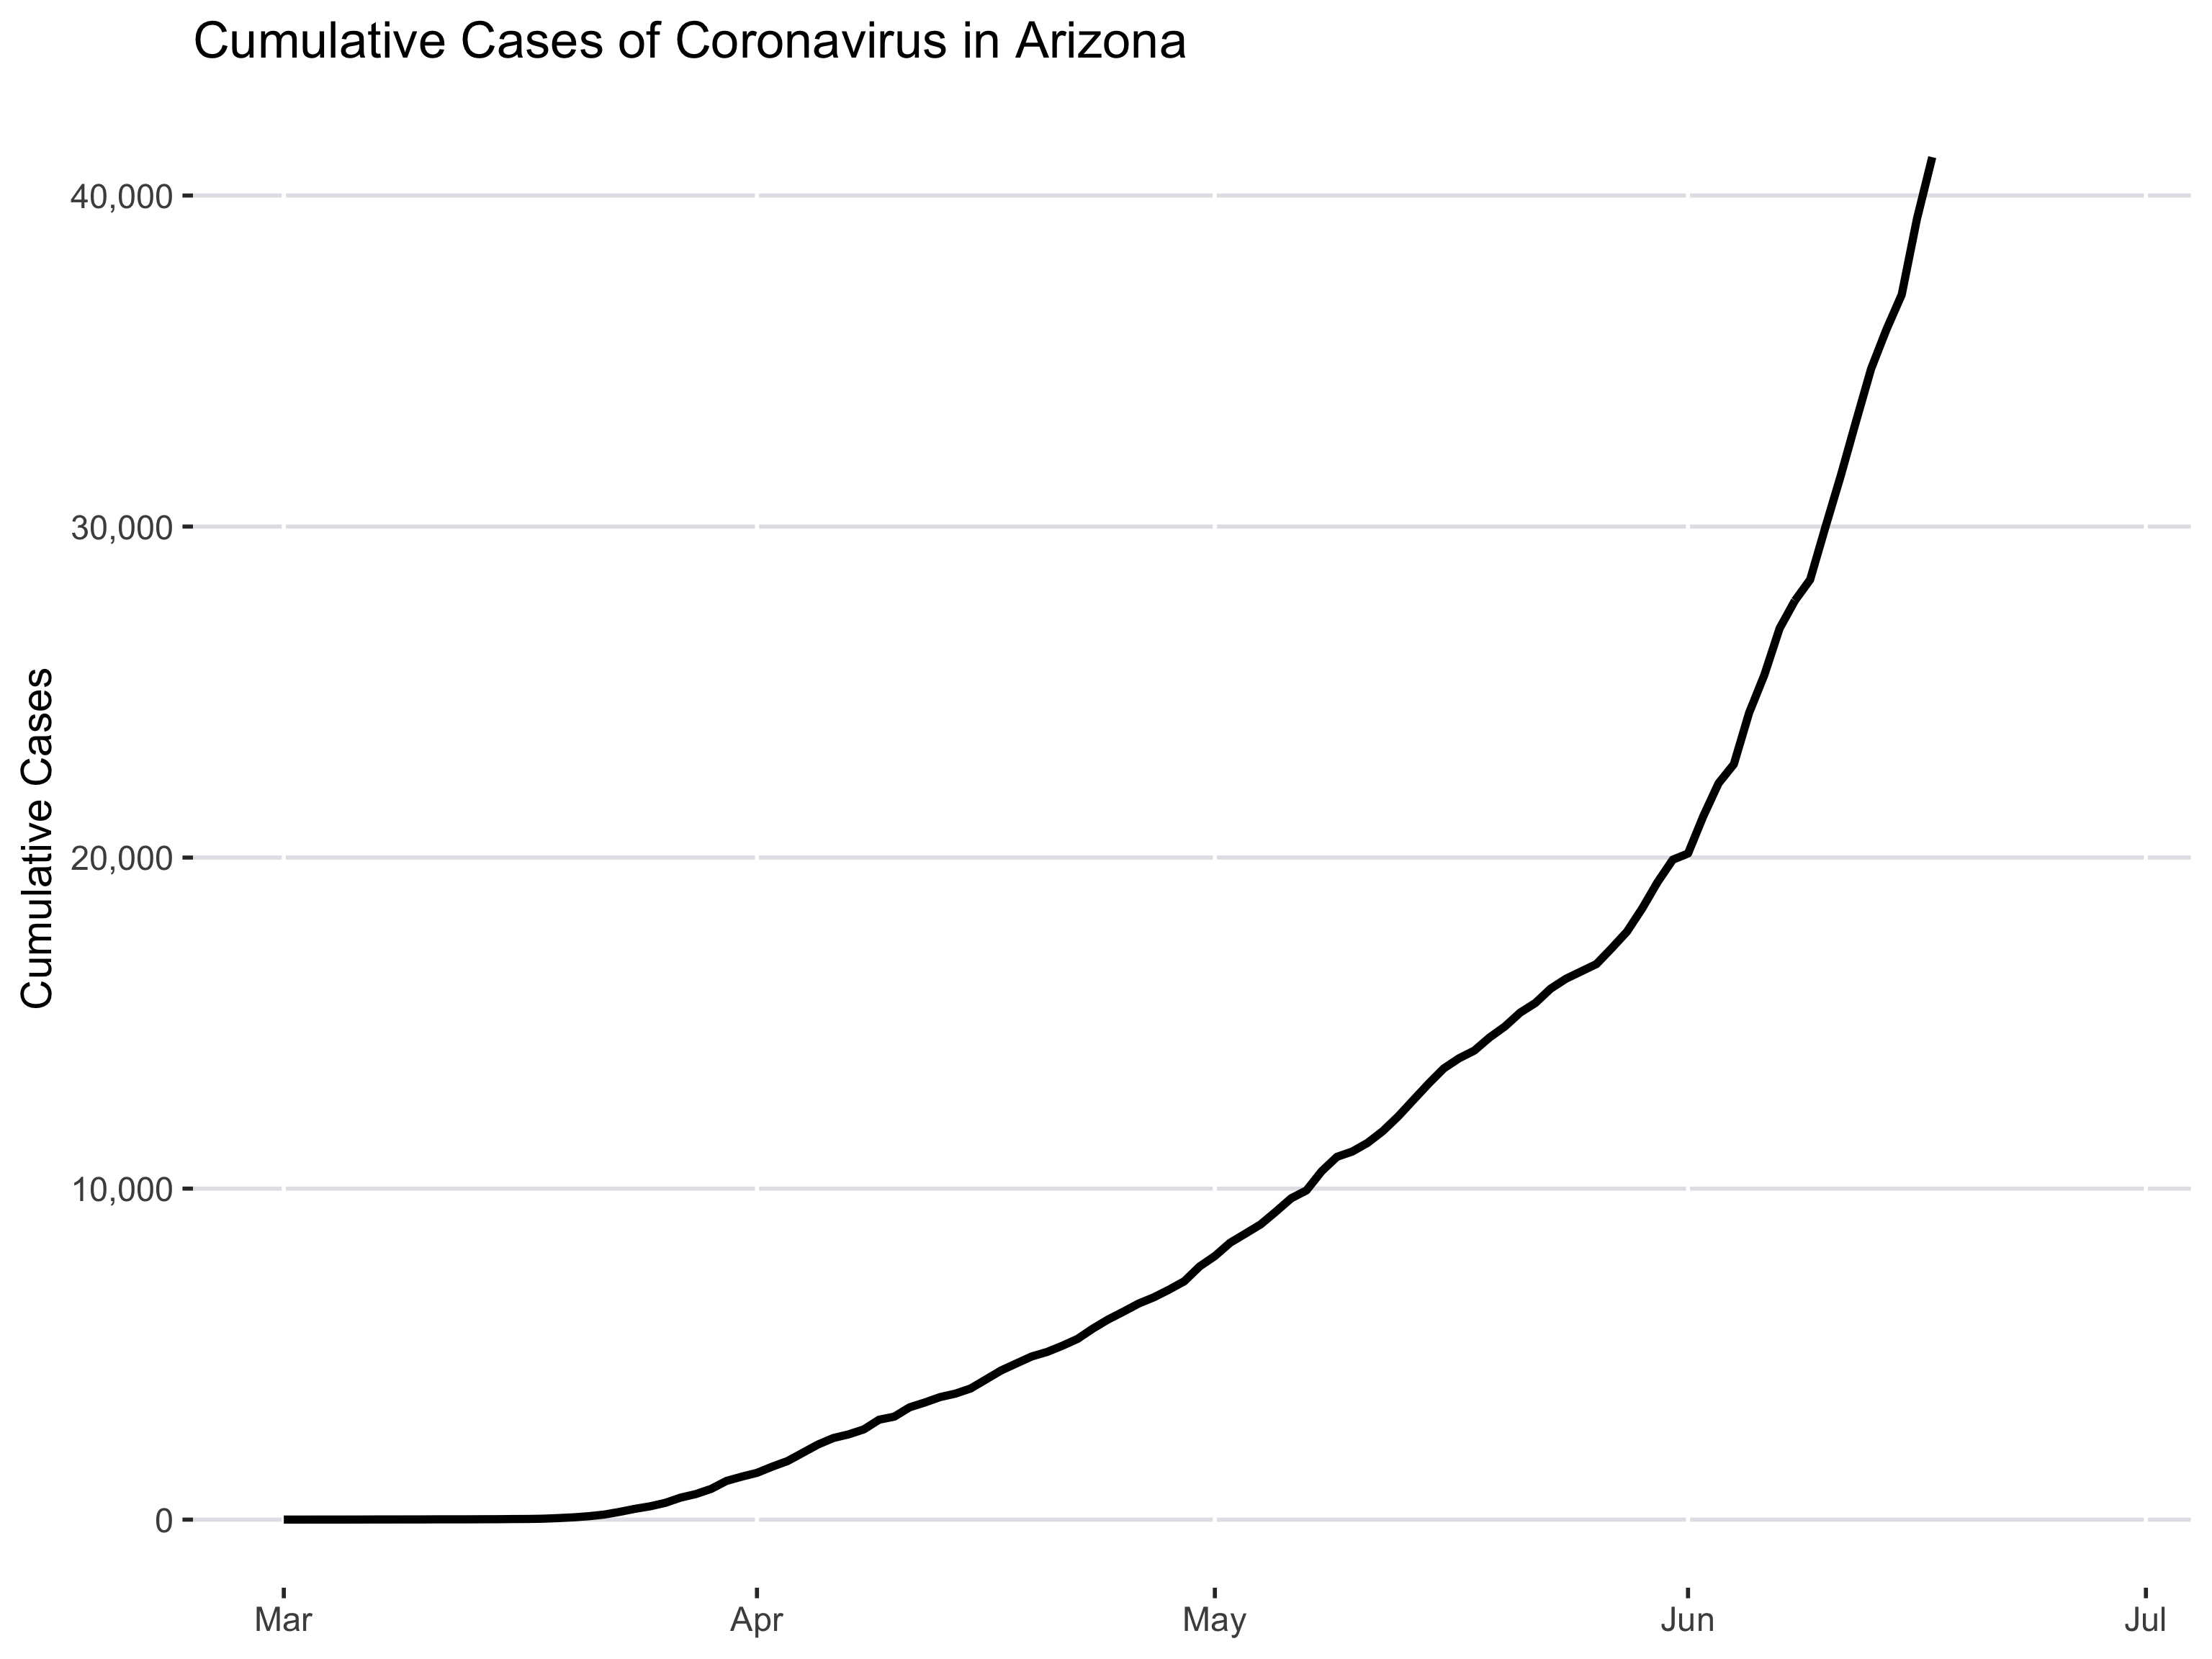 Cumulative Cases of Coronavirus in Arizona
Cumulative Cases
40,000
30,000
20,000
10,000
0
Mar
Apr
May
Jun
Jul